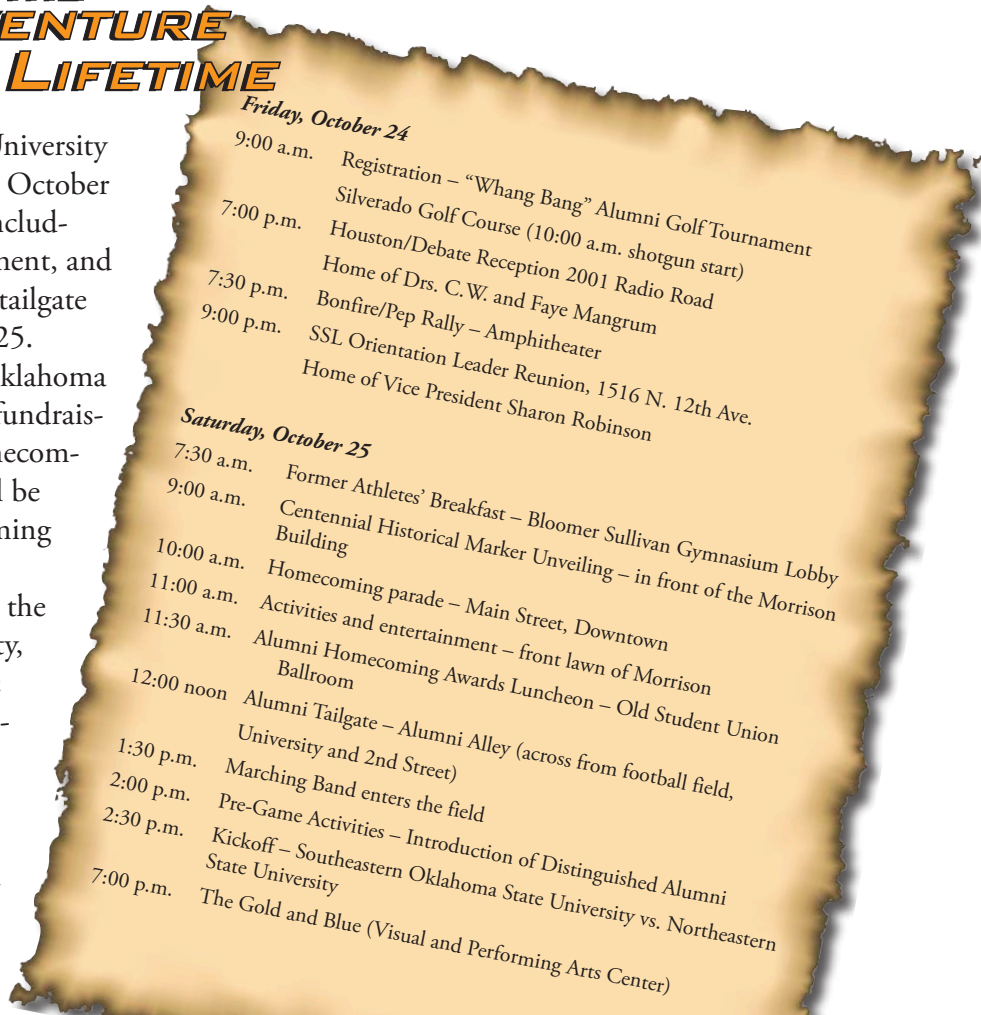 ENTURE
LIFETIME
University
October
includ-
ment, and
tailgate
25.
klahoma
fundrais-
mecom-
be
ming
the
ty,
-
Friday, October 24
9:00 a.m. Registration – “Whang Bang” Alumni Golf Tournament
Silverado Golf Course (10:00 a.m. shotgun start)
7:00 p.m. Houston/Debate Reception 2001 Radio Road
Home of Drs. C.W. and Faye Mangrum
7:30 p.m. Bonfire/Pep Rally – Amphitheater
9:00 p.m. SSL Orientation Leader Reunion, 1516 N. 12th Ave.
Home of Vice President Sharon Robinson
Saturday, October 25
7:30 a.m. Former Athletes’ Breakfast – Bloomer Sullivan Gymnasium Lobby
9:00 a.m. Centennial Historical Marker Unveiling – in front of the Morrison
Building
10:00 a.m. Homecoming parade – Main Street, Downtown
11:00 a.m. Activities and entertainment – front lawn of Morrison
11:30 a.m. Alumni Homecoming Awards Luncheon – Old Student Union
Ballroom
12:00 noon Alumni Tailgate – Alumni Alley (across from football field,
University and 2nd Street)
1:30 p.m. Marching Band enters the field
2:00 p.m. Pre-Game Activities – Introduction of Distinguished Alumni
2:30 p.m. Kickoff – Southeastern Oklahoma State University vs. Northeastern
State University
7:00 p.m. The Gold and Blue (Visual and Performing Arts Center)